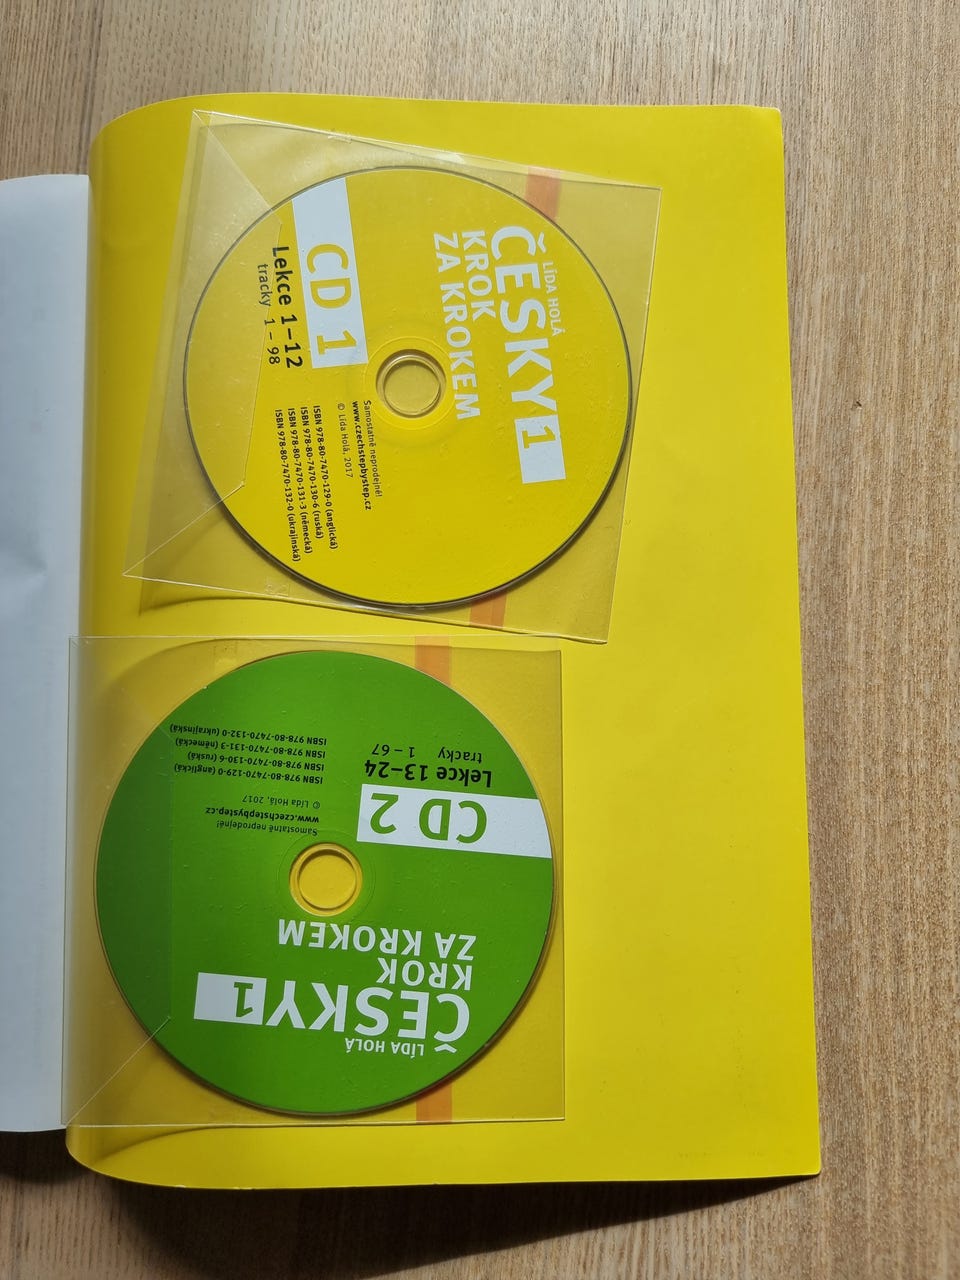 LÍDA HOLÁ
ČESKY 1
KROK
ZA KROKEM
Samostatně neprodejné!
www.czechstepbystep.cz
© Lída Holá, 2017
ISBN 978-80-7470-129-0 (anglická)
ISBN 978-80-7470-130-6 (ruská)
ISBN 978-80-7470-131-3 (německá)
ISBN 978-80-7470-132-0 (ukrajinská)
CD 1
Lekce 1–12
tracky 1 – 98
LÍDA HOLÁ
ČESKY 1
KROK
ZA KROKEM
Samostatně neprodejné!
www.czechstepbystep.cz
© Lída Holá, 2017
ISBN 978-80-7470-129-0 (anglická)
ISBN 978-80-7470-130-6 (ruská)
ISBN 978-80-7470-131-3 (německá)
ISBN 978-80-7470-132-0 (ukrajinská)
CD 2
Lekce 13–24
tracky 1 – 67